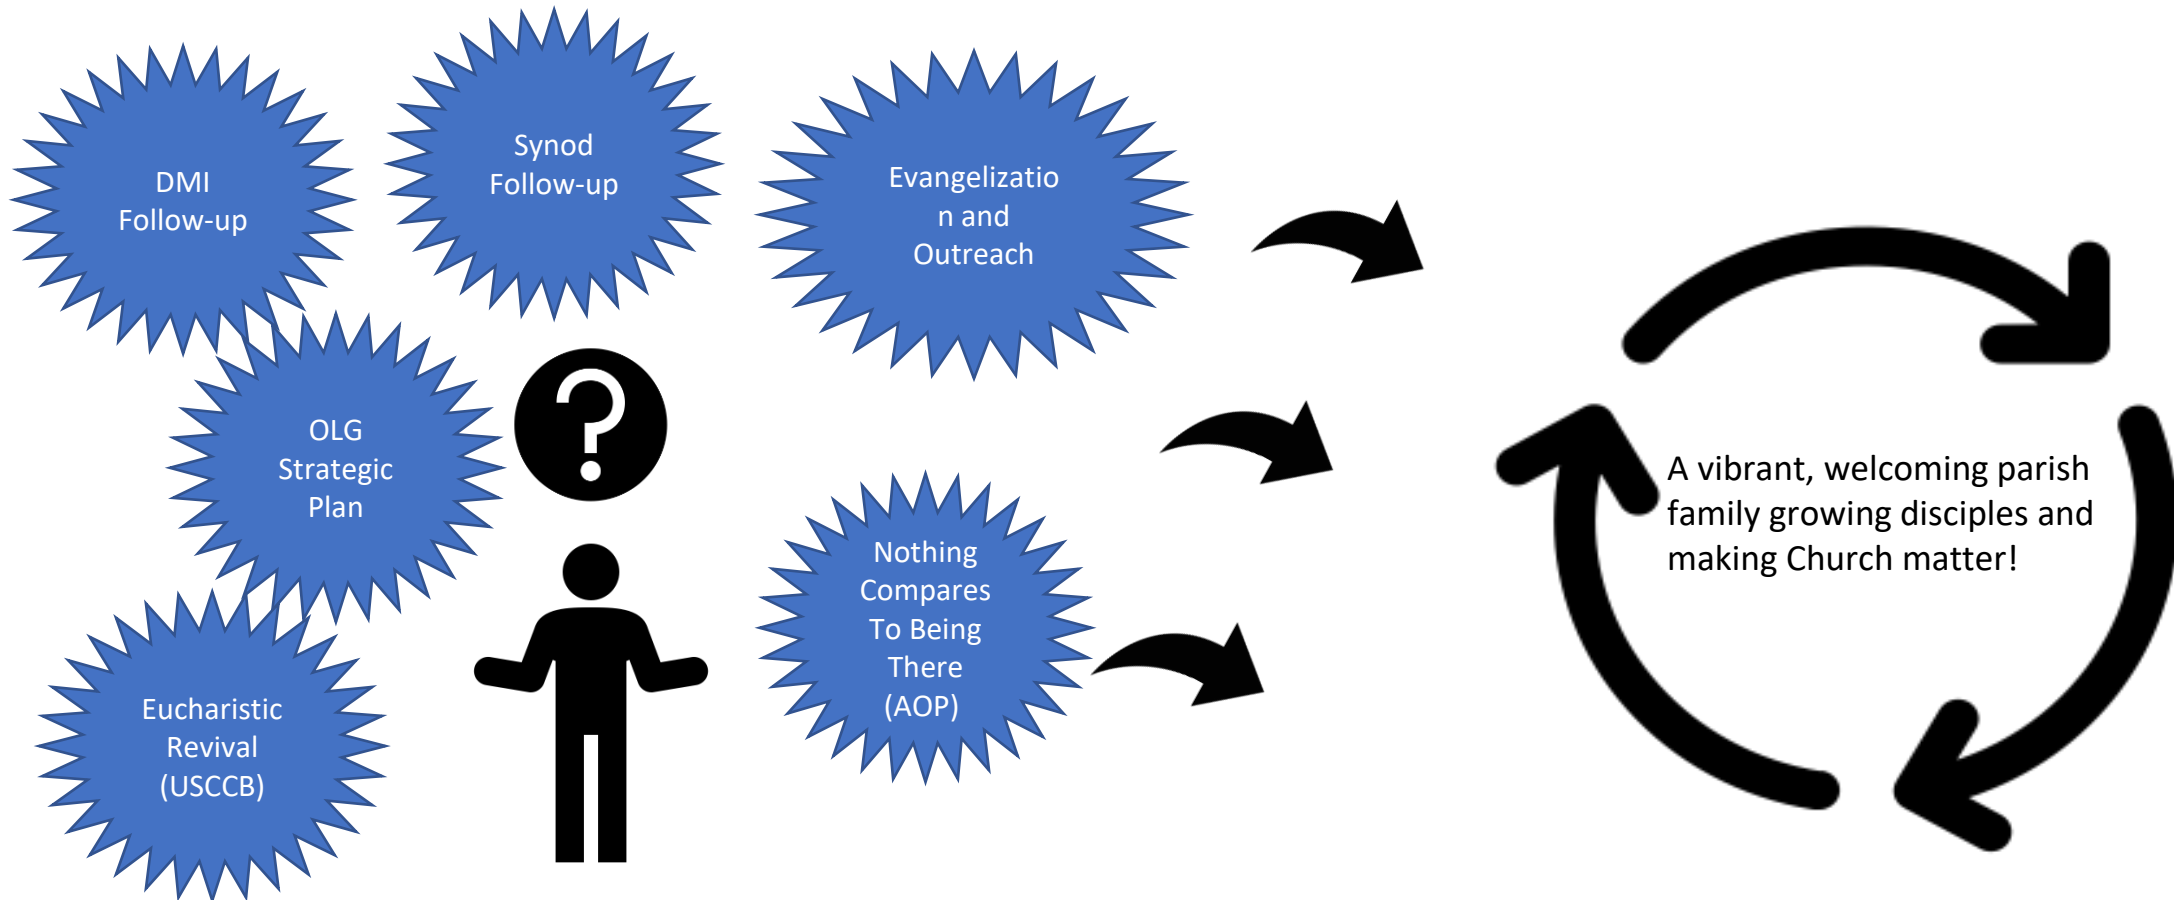 DMI
Follow-up
Synod
Follow-up
Evangelizatio
n and
Outreach
OLG
Strategic
Plan
?
Nothing
Compares
To Being
There
(AOP)
Eucharistic
Revival
(USCCB)
A vibrant, welcoming parish
family growing disciples and
making Church matter!